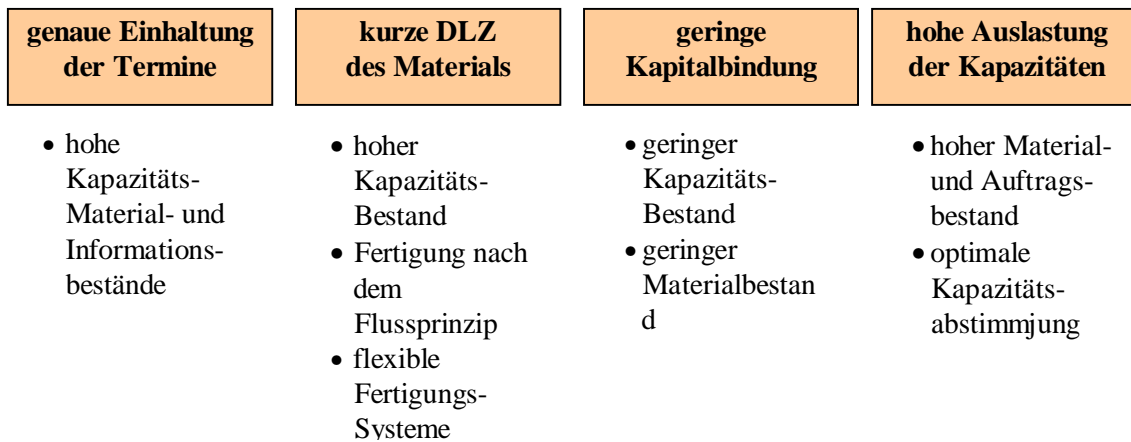 genaue Einhaltung
der Termine
• hohe
Kapazitäts-
Material- und
Informations-
bestände
kurze DLZ
des Materials
• hoher
Kapazitäts-
Bestand
• Fertigung nach
dem
Flussprinzip
• flexible
Fertigungs-
Systeme
geringe
Kapitalbindung
• geringer
Kapazitäts-
Bestand
• geringer
Materialbestan
d
hohe Auslastung
der Kapazitäten
• hoher Material-
und Auftrags-
bestand
• optimale
Kapazitäts-
abstimmjung